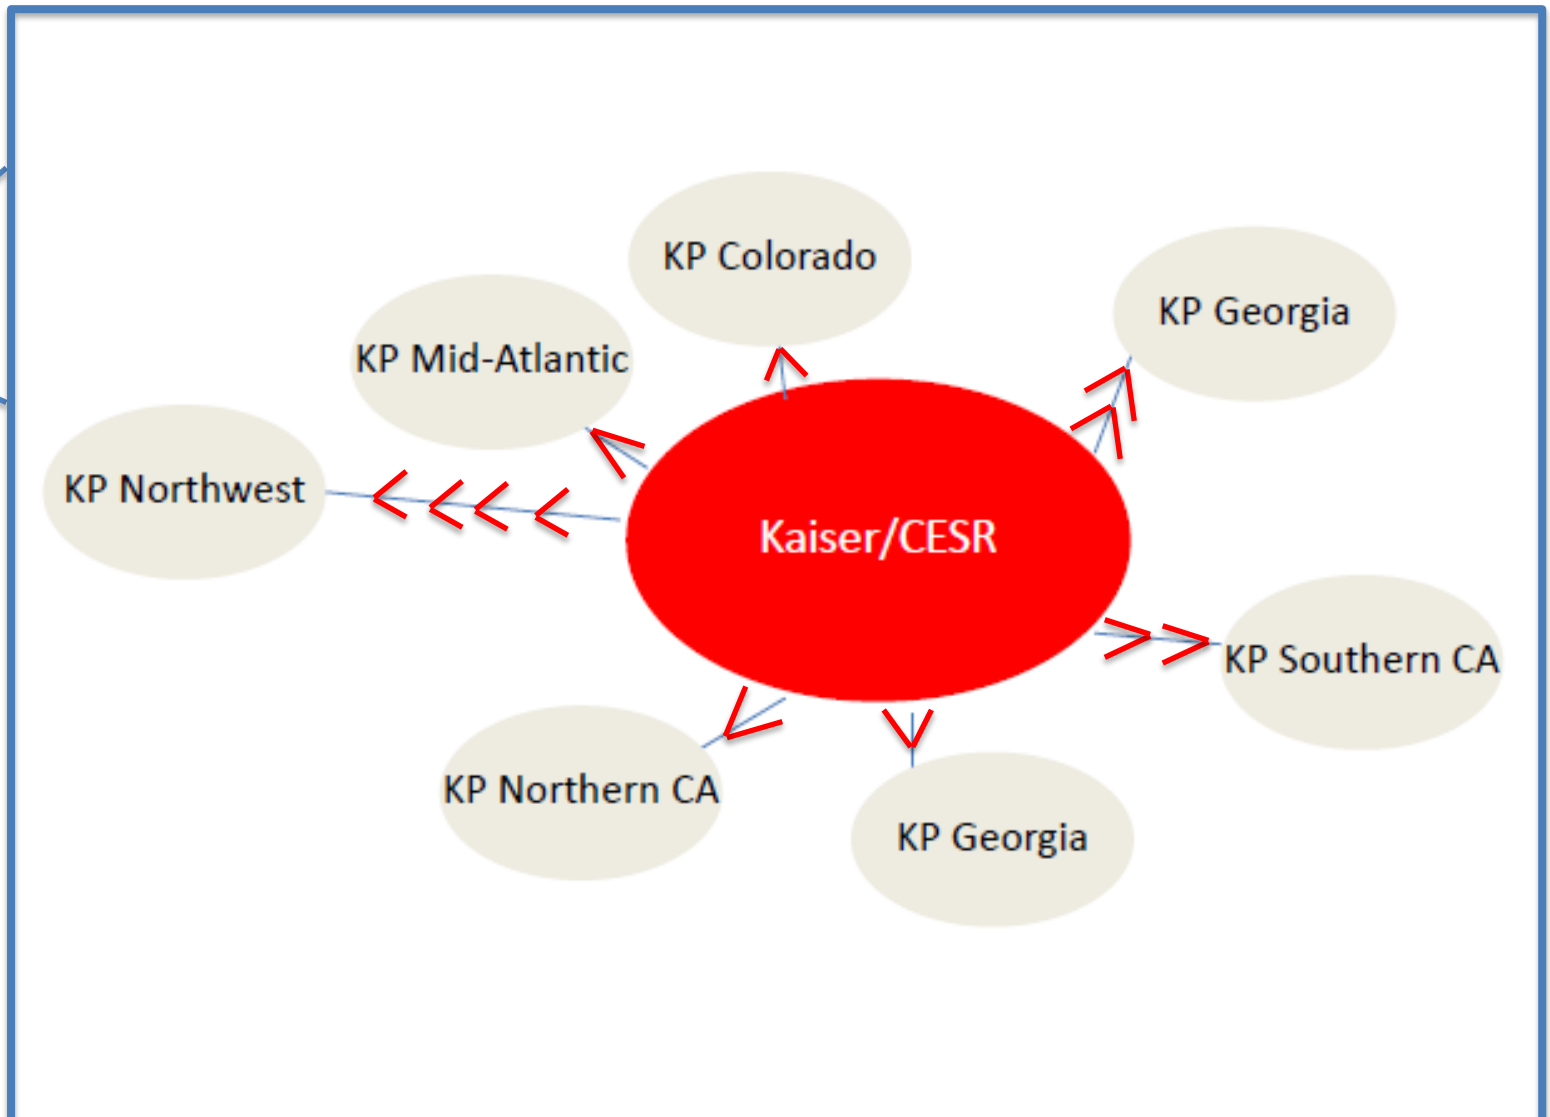 KP Colorado
KP Georgia
KP Mid-Atlantic
KP Northwest
Kaiser/CESR
KP Southern CA
KP Northern CA
KP Georgia